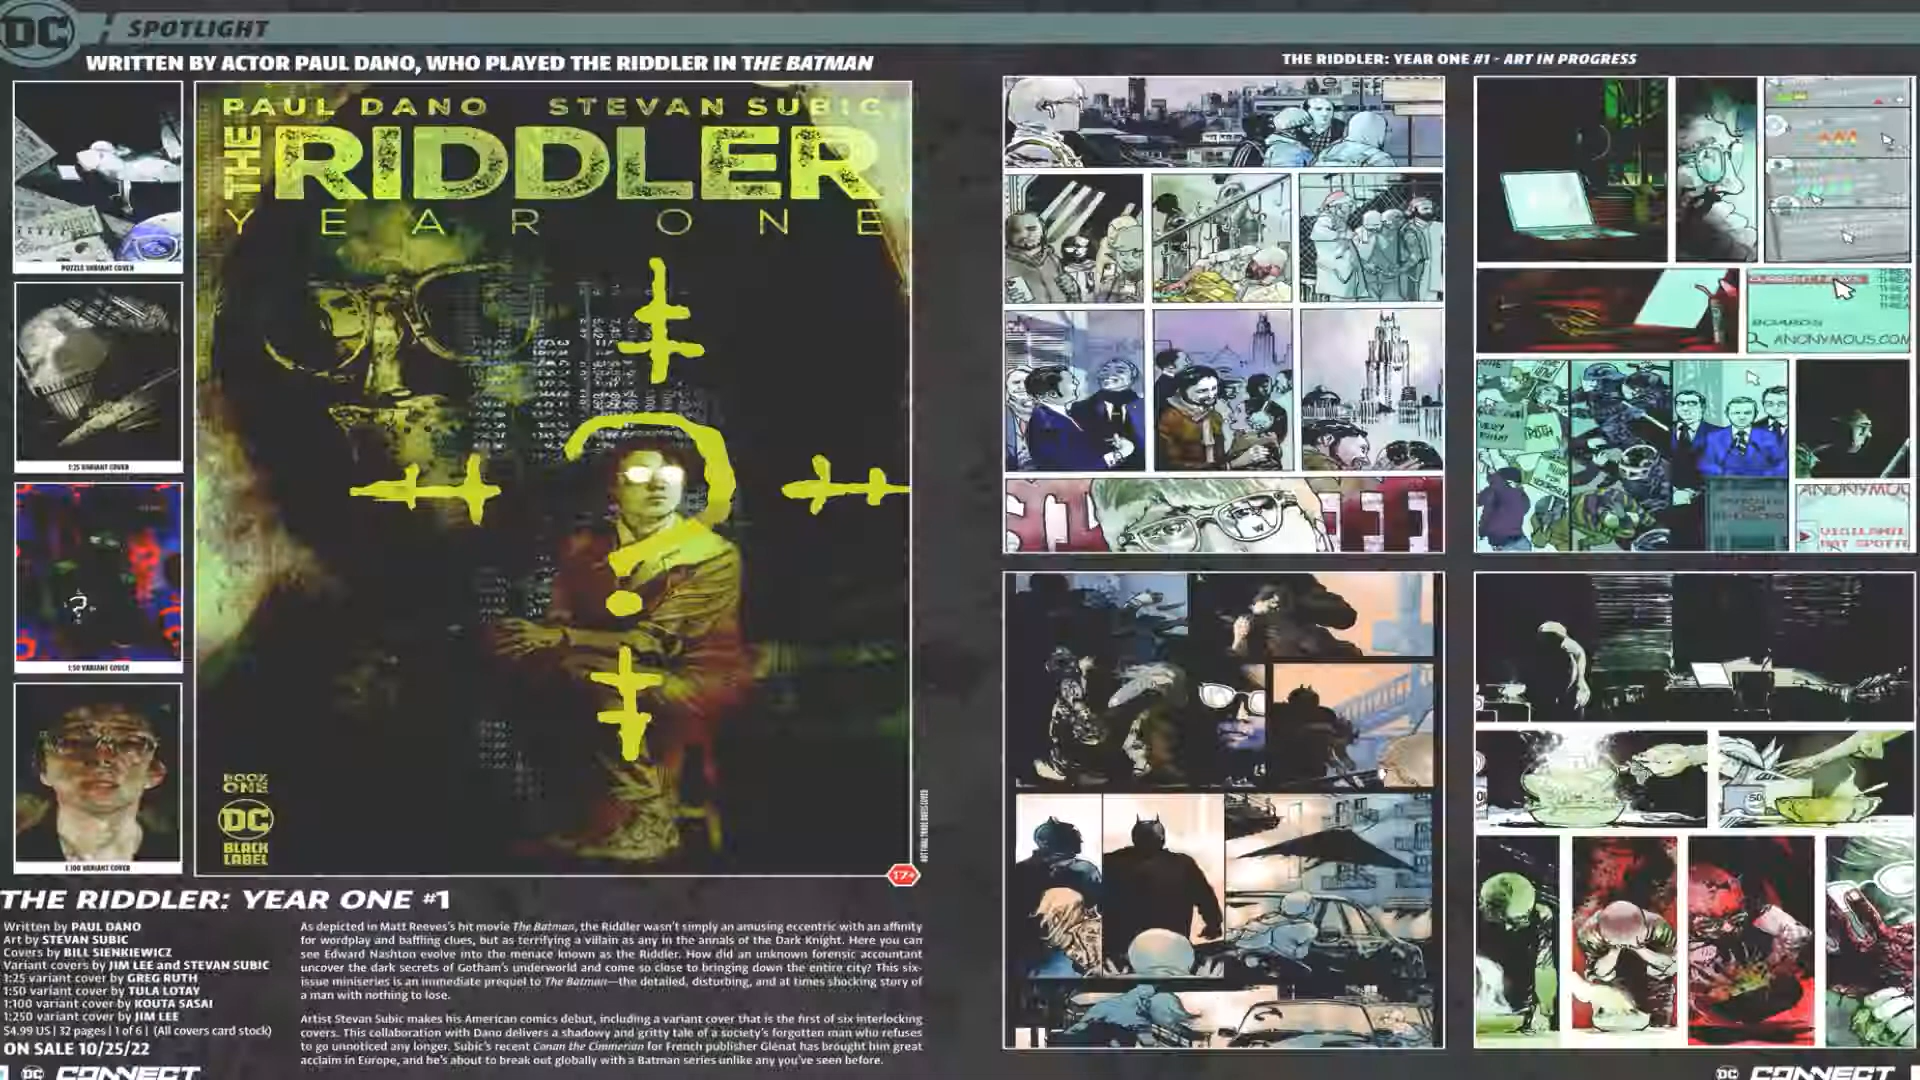 DC SPOTLIGHT
WRITTEN BY ACTOR PAUL DANO, WHO PLAYED THE RIDDLER IN THE BATMAN
PUZZLE VARIANT COVER
1:25 VARIANT COVER
1:50 VARIANT COVER
1:100 VARIANT COVER
PAUL DANO STEVAN SUBIC
THE RIDDLER
YEAR ONE
BOOK
ONE
DC
BLACK
LABEL
17+
THE RIDDLER: YEAR ONE #1
Written by PAUL DANO
Art by STEVAN SUBIC
Covers by BILL SIENKIEWICZ
Variant covers by JIM LEE and STEVAN SUBIC
1:25 variant cover by GREG RUTH
1:50 variant cover by TULA LOTAY
1:100 variant cover by KOUTA SASAI
1:250 variant cover by JIM LEE
$4.99 US | 32 pages | 1 of 6 | (All covers card stock)
ON SALE 10/25/22
As depicted in Matt Reeves's hit movie The Batman, the Riddler wasn't simply an amusing eccentric with an affinity
for wordplay and baffling clues, but as terrifying a villain as any in the annals of the Dark Knight. Here you can
see Edward Nashton evolve into the menace known as the Riddler. How did an unknown forensic accountant
uncover the dark secrets of Gotham's underworld and come so close to bringing down the entire city? This six-
issue miniseries is an immediate prequel to The Batman—the detailed, disturbing, and at times shocking story of
a man with nothing to lose.
Artist Stevan Subic makes his American comics debut, including a variant cover that is the first of six interlocking
covers. This collaboration with Dano delivers a shadowy and gritty tale of a society's forgotten man who refuses
to go unnoticed any longer. Subic's recent Conan the Cimmerian for French publisher Glénat has brought him great
acclaim in Europe, and he's about to break out globally with a Batman series unlike any you've seen before.
DC CONNECT
THE RIDDLER: YEAR ONE #1 - ART IN PROGRESS
BOARDS
ANONYMOUS.COM
DC CONNECT